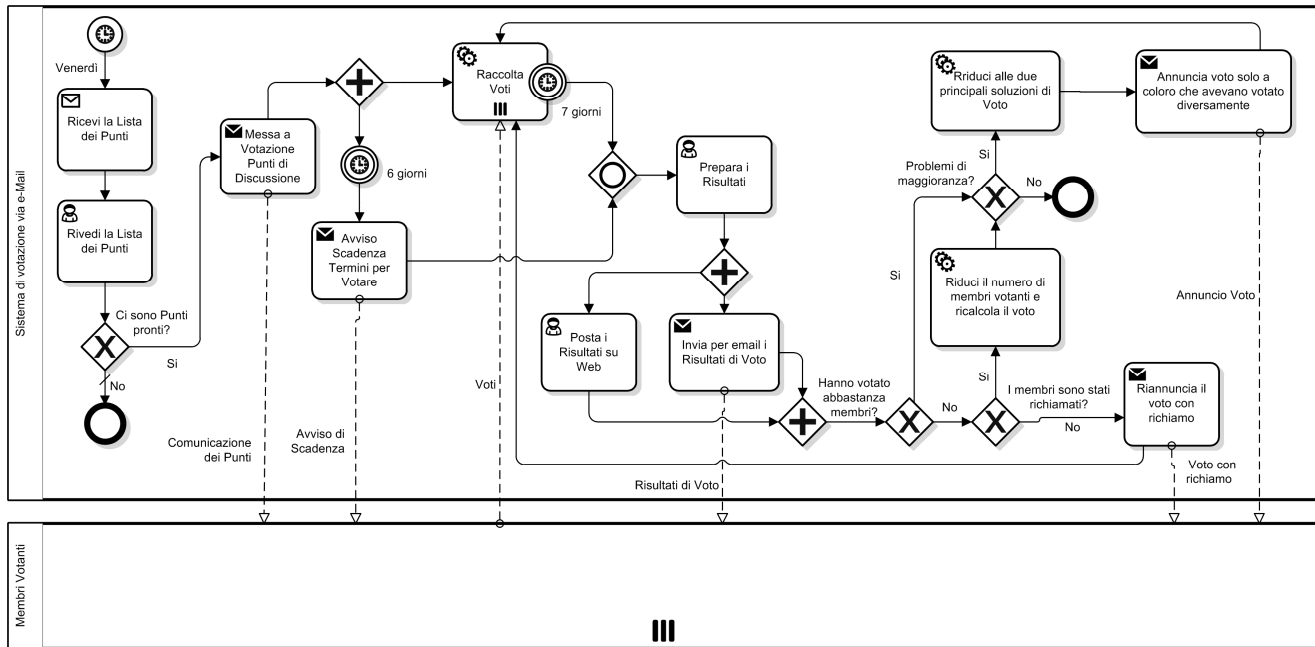 Sistema di votazione via e-Mail
Venerdì
Ricevi la Lista
dei Punti
Rivedi la Lista
dei Punti
Ci sono Punti
pronti?
Si
No
Messa a
Votazione
Punti di
Discussione
Comunicazione
dei Punti
6 giorni
Avviso
Scadenza
Termini per
Votare
Avviso di
Scadenza
Raccolta
Voti
7 giorni
Voti
Prepara i
Risultati
Posta i
Risultati su
Web
Invia per email i
Risultati di Voto
Risultati di Voto
Hanno votato
abbastanza
membri?
Si
No
I membri sono stati
richiamati?
Si
No
Riduci il numero di
membri votanti e
ricalcola il voto
Problemi di
maggioranza?
Si
No
Rriduci alle due
principali soluzioni di
Voto
Annuncia voto solo a
coloro che avevano votato
diversamente
Annuncio Voto
Riannuncia il
voto con
richiamo
Voto con
richiamo
Membri Votanti